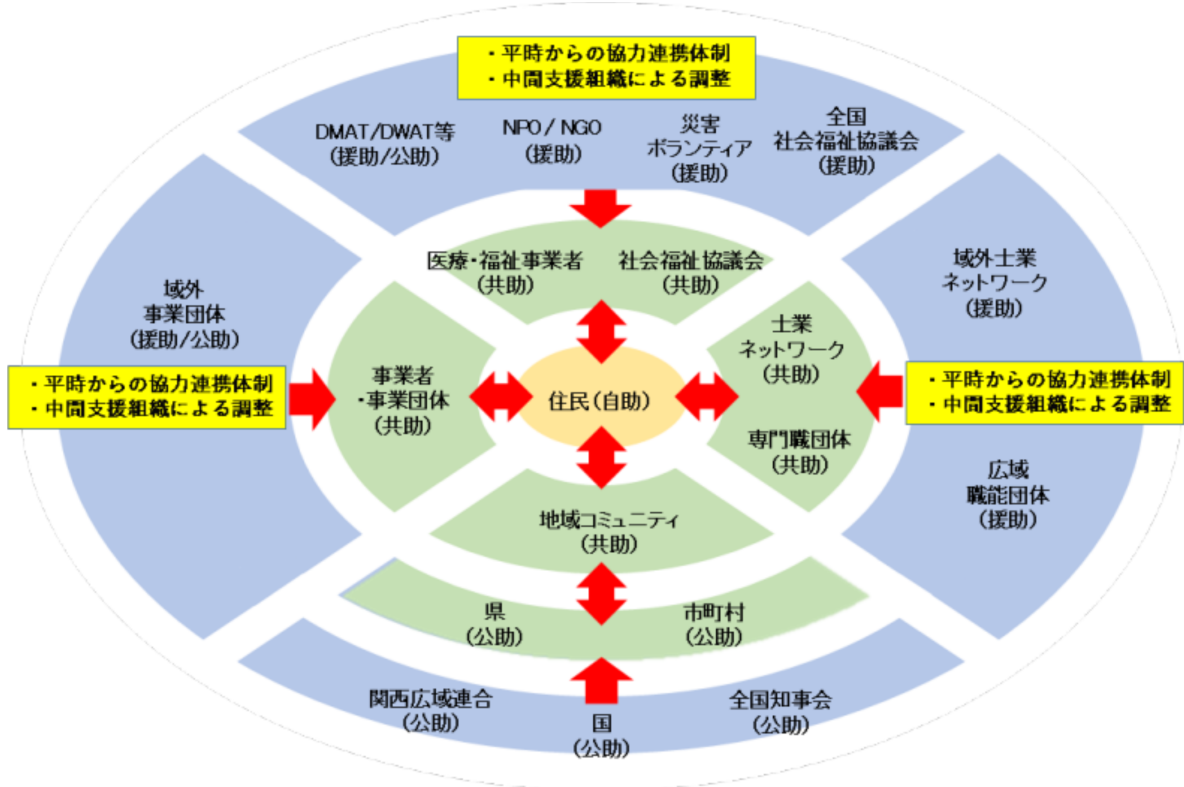 ・平時からの協力連携体制
・中間支援組織による調整
DMAT/DWAT等
(援助/公助)
NPO / NGO
(援助)
災害
ボランティア
(援助)
全国
社会福祉協議会
(援助)
医療・福祉事業者
(共助)
社会福祉協議会
(共助)
域外
事業団体
(援助/公助)
・平時からの協力連携体制
・中間支援組織による調整
事業者
・事業団体
(共助)
住民(自助)
士業
ネットワーク
(共助)
専門職団体
(共助)
域外士業
ネットワーク
(援助)
・平時からの協力連携体制
・中間支援組織による調整
広域
職能団体
(援助)
地域コミュニティ
(共助)
県
(公助)
市町村
(公助)
関西広域連合
(公助)
国
(公助)
全国知事会
(公助)